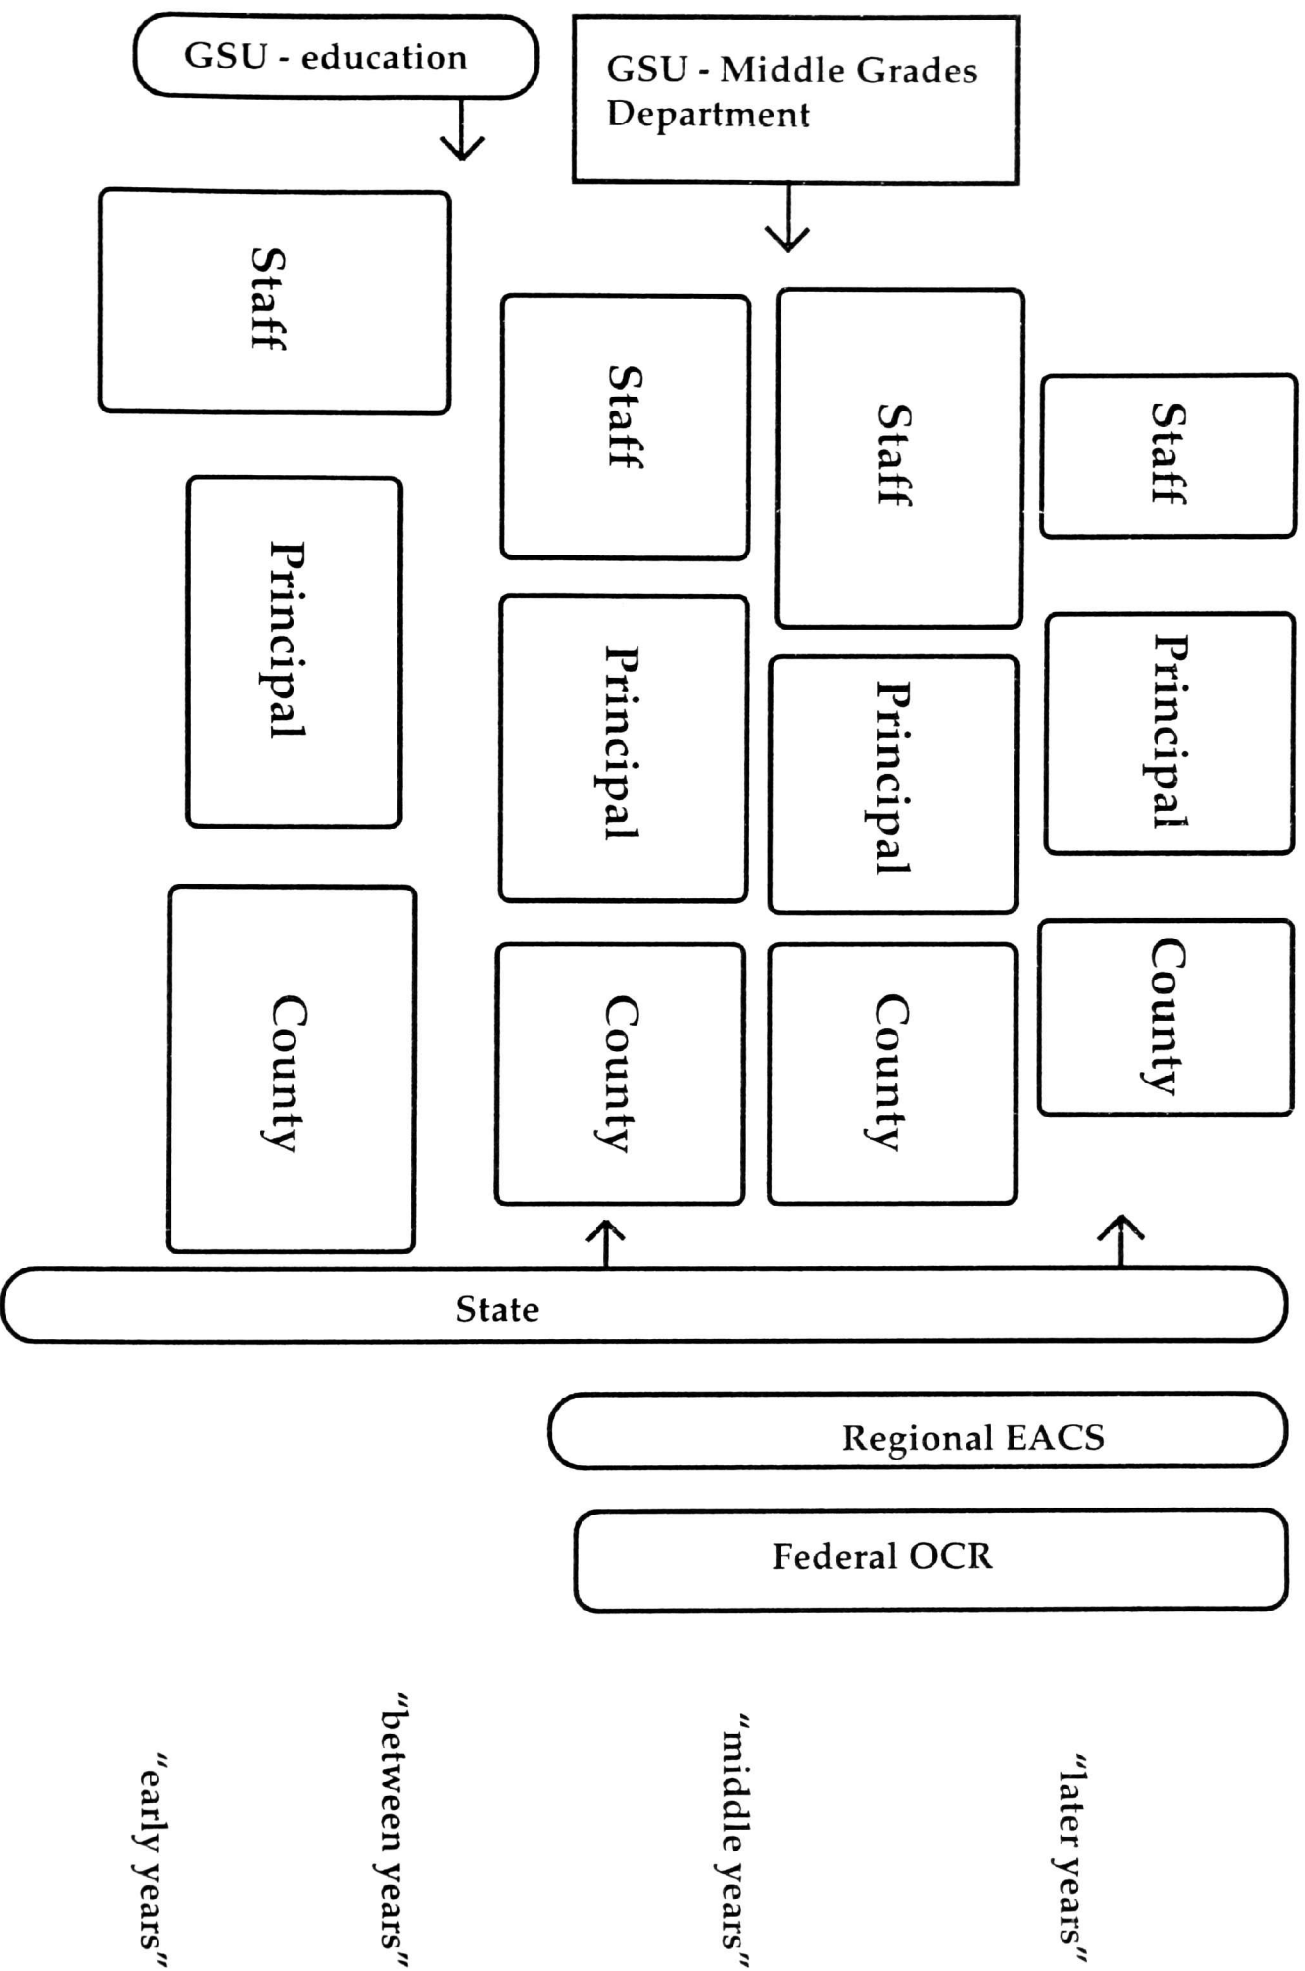 GSU - education
GSU - Middle Grades
Department
Staff
Staff
Staff
Staff
Principal
Principal
Principal
Principal
County
County
County
County
State
Regional EACS
Federal OCR
“early years”
“between years”
“middle years”
“later years”